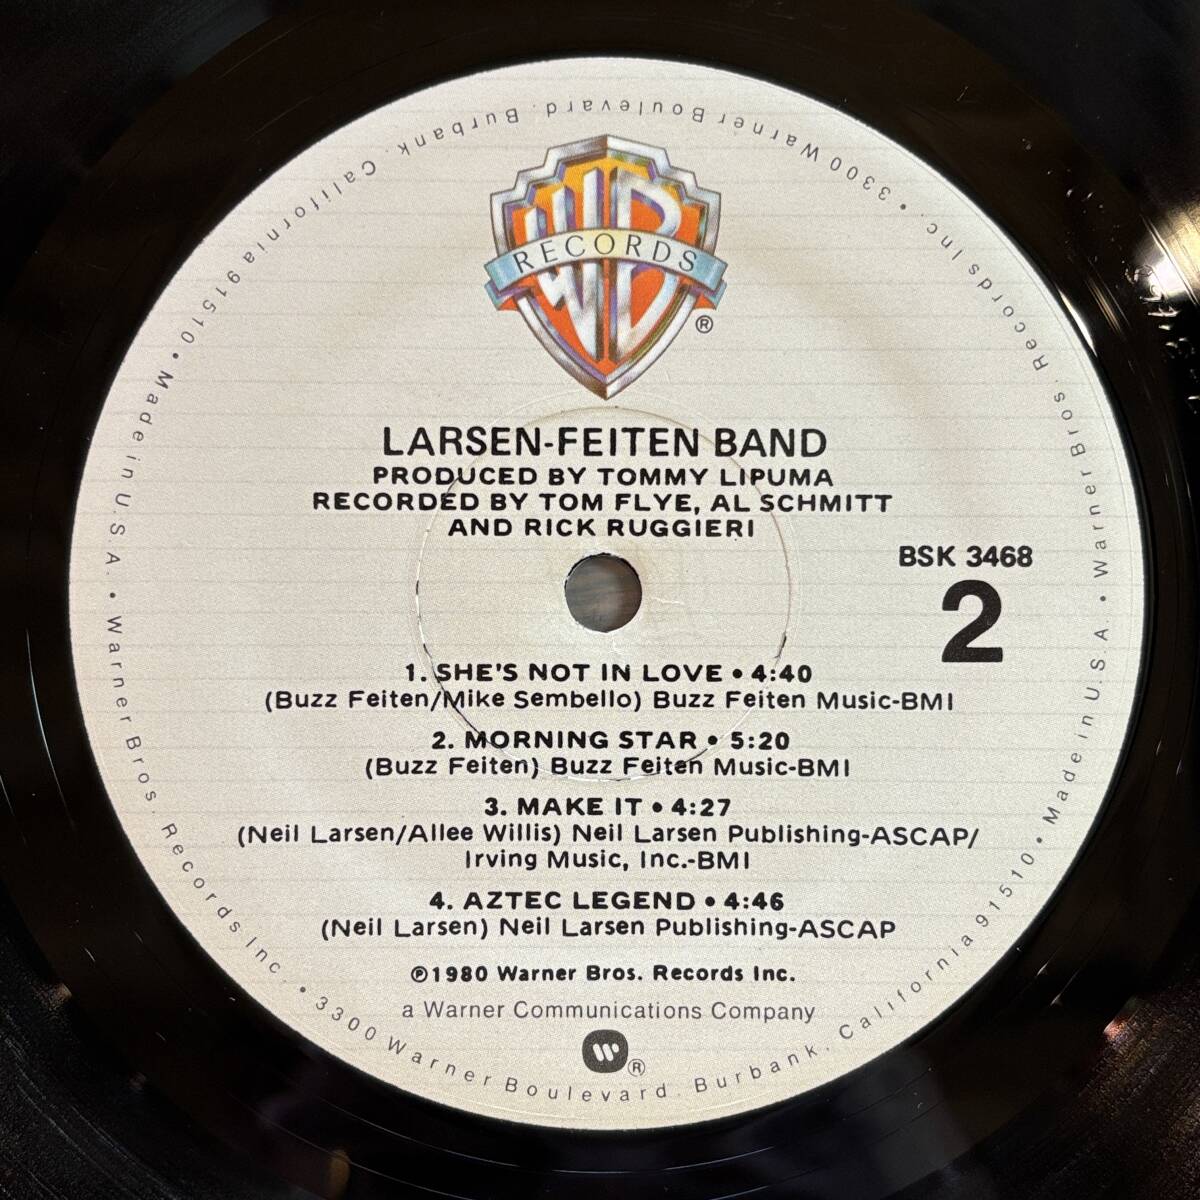 WB
RECORDS
®
LARSEN-FEITEN BAND
PRODUCED BY TOMMY LIPUMA
RECORDED BY TOM FLYE, AL SCHMITT
AND RICK RUGGIERI
BSK 3468
2
1. SHE'S NOT IN LOVE • 4:40
(Buzz Feiten/Mike Sembello) Buzz Feiten Music-BMI
2. MORNING STAR • 5:20
(Buzz Feiten) Buzz Feiten Music-BMI
3. MAKE IT • 4:27
(Neil Larsen/Allee Willis) Neil Larsen Publishing-ASCAP/
Irving Music, Inc.-BMI
4. AZTEC LEGEND • 4:46
(Neil Larsen) Neil Larsen Publishing-ASCAP
℗1980 Warner Bros. Records Inc.
a Warner Communications Company
®
Warner Bros. Records Inc. • 3300 Warner Boulevard. Burbank. California 91510 • Made in U.S.A. • Warner Bros. Records Inc. • 3300 Warner Boulevard. Burbank. California 91510 • Made in U.S.A. •